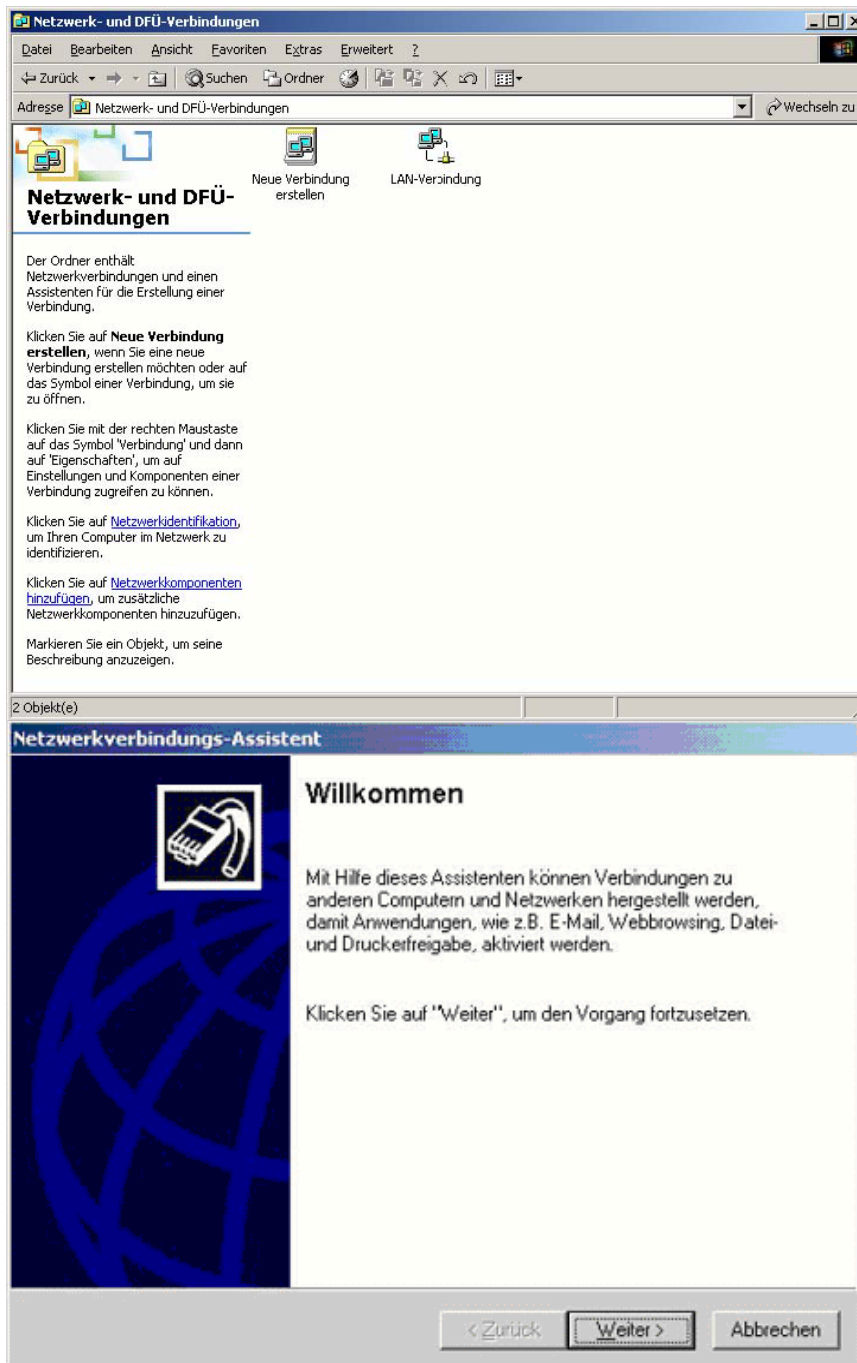 Netzwerk- und DFÜ-Verbindungen
Datei Bearbeiten Ansicht Favoriten Extras Erweitert ?
Zurück Suchen Ordner
Adresse Netzwerk- und DFÜ-Verbindungen Wechseln zu
Netzwerk- und DFÜ-
Verbindungen
Der Ordner enthält
Netzwerkverbindungen und einen
Assistenten für die Erstellung einer
Verbindung.
Klicken Sie auf Neue Verbindung
erstellen, wenn Sie eine neue
Verbindung erstellen möchten oder auf
das Symbol einer Verbindung, um sie
zu öffnen.
Klicken Sie mit der rechten Maustaste
auf das Symbol 'Verbindung' und dann
auf 'Eigenschaften', um auf
Einstellungen und Komponenten einer
Verbindung zugreifen zu können.
Klicken Sie auf Netzwerkidentifikation,
um Ihren Computer im Netzwerk zu
identifizieren.
Klicken Sie auf Netzwerkkomponenten
hinzufügen, um zusätzliche
Netzwerkkomponenten hinzuzufügen.
Markieren Sie ein Objekt, um seine
Beschreibung anzuzeigen.
Neue Verbindung
erstellen
LAN-Verbindung
2 Objekt(e)
Netzwerkverbindungs-Assistent
Willkommen
Mit Hilfe dieses Assistenten können Verbindungen zu
anderen Computern und Netzwerken hergestellt werden,
damit Anwendungen, wie z.B. E-Mail, Webbrowsing, Datei-
und Druckerfreigabe, aktiviert werden.
Klicken Sie auf "Weiter", um den Vorgang fortzusetzen.
< Zurück Weiter > Abbrechen